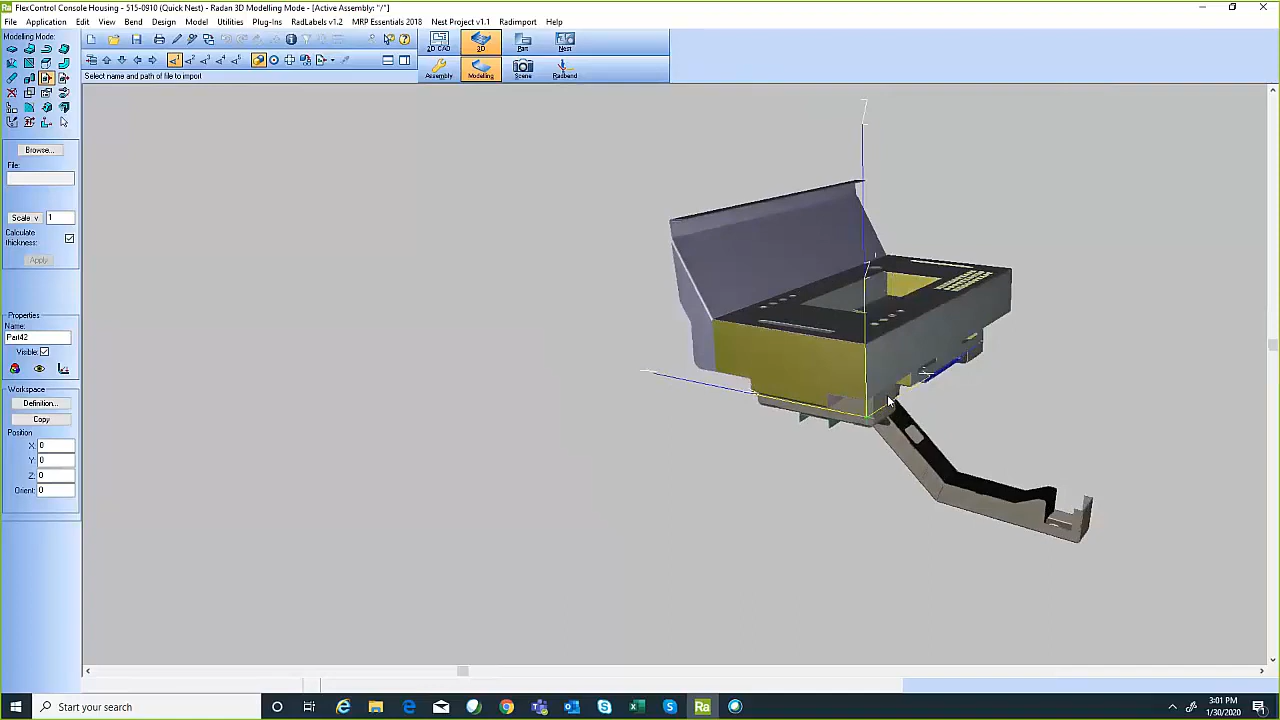 FlexControl Console Housing - 515-0910 (Quick Nest) - Radan 3D Modelling Mode - [Active Assembly: "/"]
File Application Edit View Bend Design Model Utilities Plug-Ins RadLabels v1.2 MRP Essentials 2018 Nest Project v1.1 Radimport Help
Modelling Mode:
2D CAD 3D Part Nest
Assembly Modelling Scene Radbend
Select name and path of file to import
Browse...
File:
Scale v 1
Calculate
thickness:
Apply
Properties
Name:
Part42
Visible:
Workspace
Definition...
Copy
Position
X: 0
Y: 0
Z: 0
Orient: 0
Start your search
3:01 PM
1/30/2020